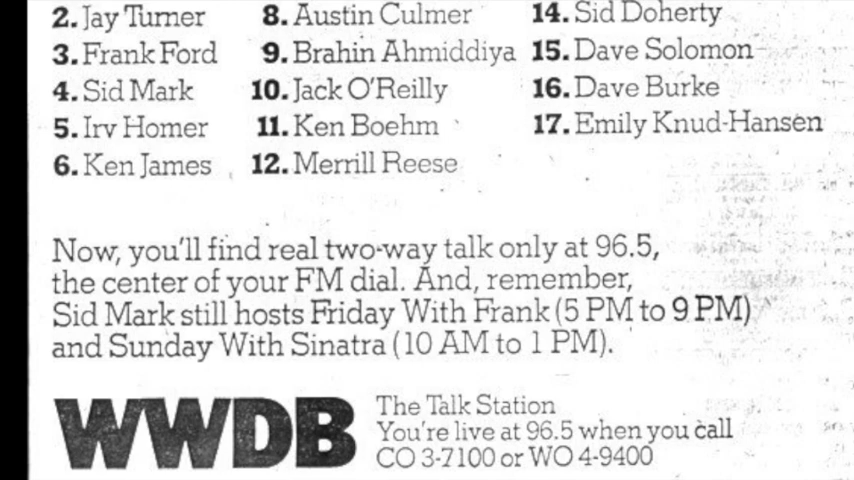 2. Jay Turner
3. Frank Ford
4. Sid Mark
5. Irv Homer
6. Ken James
8. Austin Culmer
9. Brahin Ahmiddiya
10. Jack O'Reilly
11. Ken Boehm
12. Merrill Reese
14. Sid Doherty
15. Dave Solomon
16. Dave Burke
17. Emily Knud-Hansen
Now, you'll find real two-way talk only at 96.5,
the center of your FM dial. And, remember,
Sid Mark still hosts Friday With Frank (5 PM to 9 PM)
and Sunday With Sinatra (10 AM to 1 PM).
WWDB
The Talk Station
You're live at 96.5 when you call
CO 3-7100 or WO 4-9400